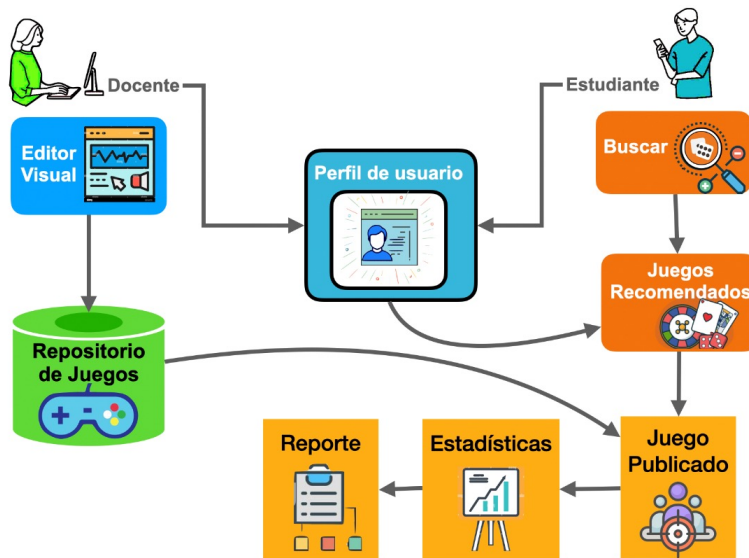 Docente
Estudiante
Editor
Visual
Perfil de usuario
Buscar
Juegos
Recomendados
Repositorio
de Juegos
Reporte
Estadísticas
Juego
Publicado